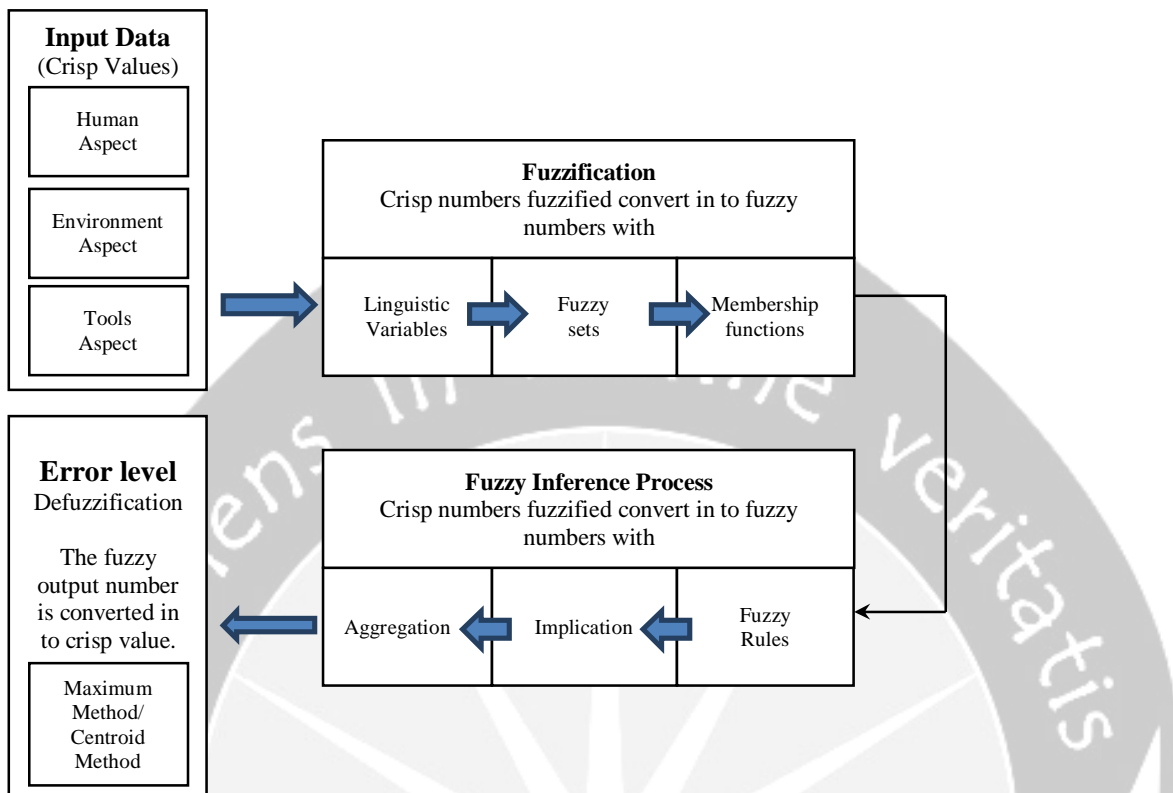 Input Data
(Crisp Values)
Human
Aspect
Environment
Aspect
Tools
Aspect
Fuzzification
Crisp numbers fuzzified convert in to fuzzy
numbers with
Linguistic
Variables
Fuzzy
sets
Membership
functions
Fuzzy Inference Process
Crisp numbers fuzzified convert in to fuzzy
numbers with
Fuzzy
Rules
Implication
Aggregation
Error level
Defuzzification
The fuzzy
output number
is converted in
to crisp value.
Maximum
Method/
Centroid
Method
ens in
veritatis